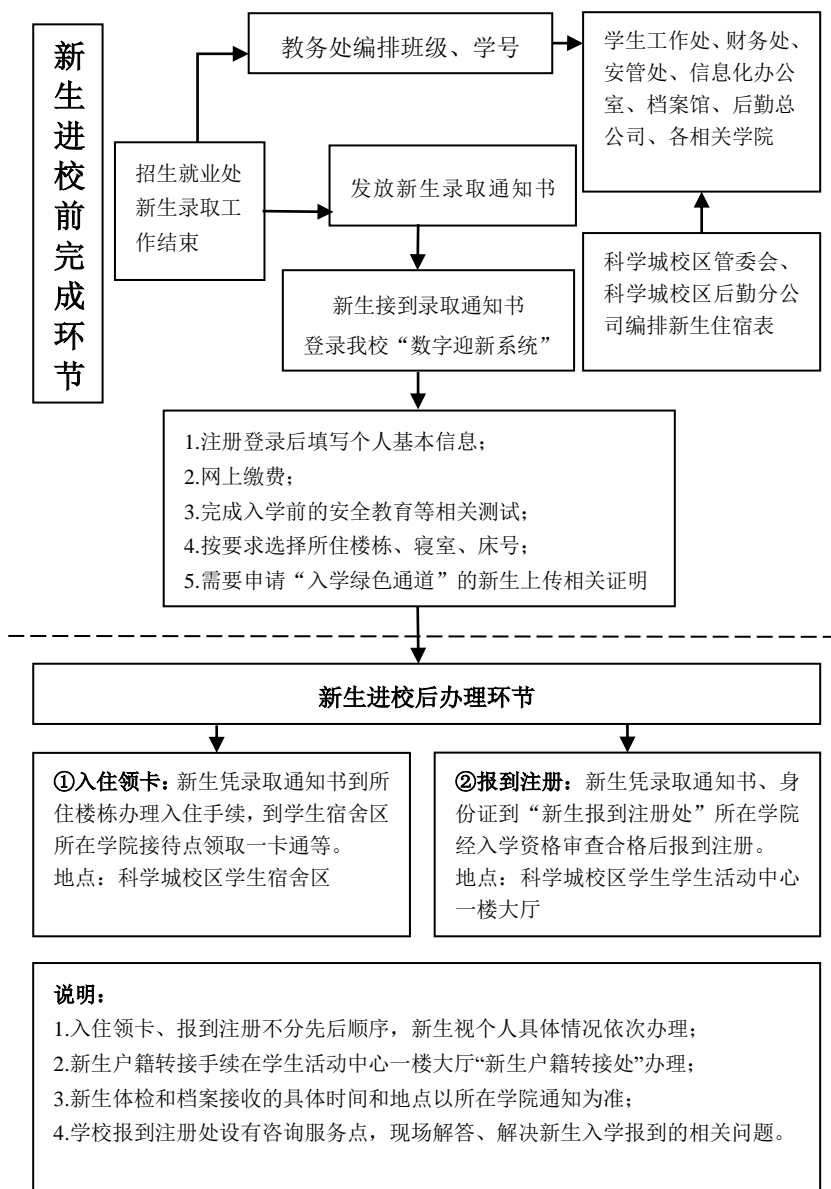 新生进校前完成环节
教务处编排班级、学号
学生工作处、财务处、
安管处、信息化办公
室、档案馆、后勤总
公司、各相关学院
招生就业处
新生录取工
作结束
发放新生录取通知书
科学城校区管委会、
科学城校区后勤分公
司编排新生住宿表
新生接到录取通知书
登录我校“数字迎新系统”
1.注册登录后填写个人基本信息；
2.网上缴费；
3.完成入学前的安全教育等相关测试；
4.按要求选择所住楼栋、寝室、床号；
5.需要申请“入学绿色通道”的新生上传相关证明
新生进校后办理环节
①入住领卡：新生凭录取通知书到所
住楼栋办理入住手续，到学生宿舍区
所在学院接待点领取一卡通等。
地点：科学城校区学生宿舍区
②报到注册：新生凭录取通知书、身
份证到“新生报到注册处”所在学院
经入学资格审查合格后报到注册。
地点：科学城校区学生学生活动中心
一楼大厅
说明：
1.入住领卡、报到注册不分先后顺序，新生视个人具体情况依次办理；
2.新生户籍转接手续在学生活动中心一楼大厅“新生户籍转接处”办理；
3.新生体检和档案接收的具体时间和地点以所在学院通知为准；
4.学校报到注册处设有咨询服务点，现场解答、解决新生入学报到的相关问题。